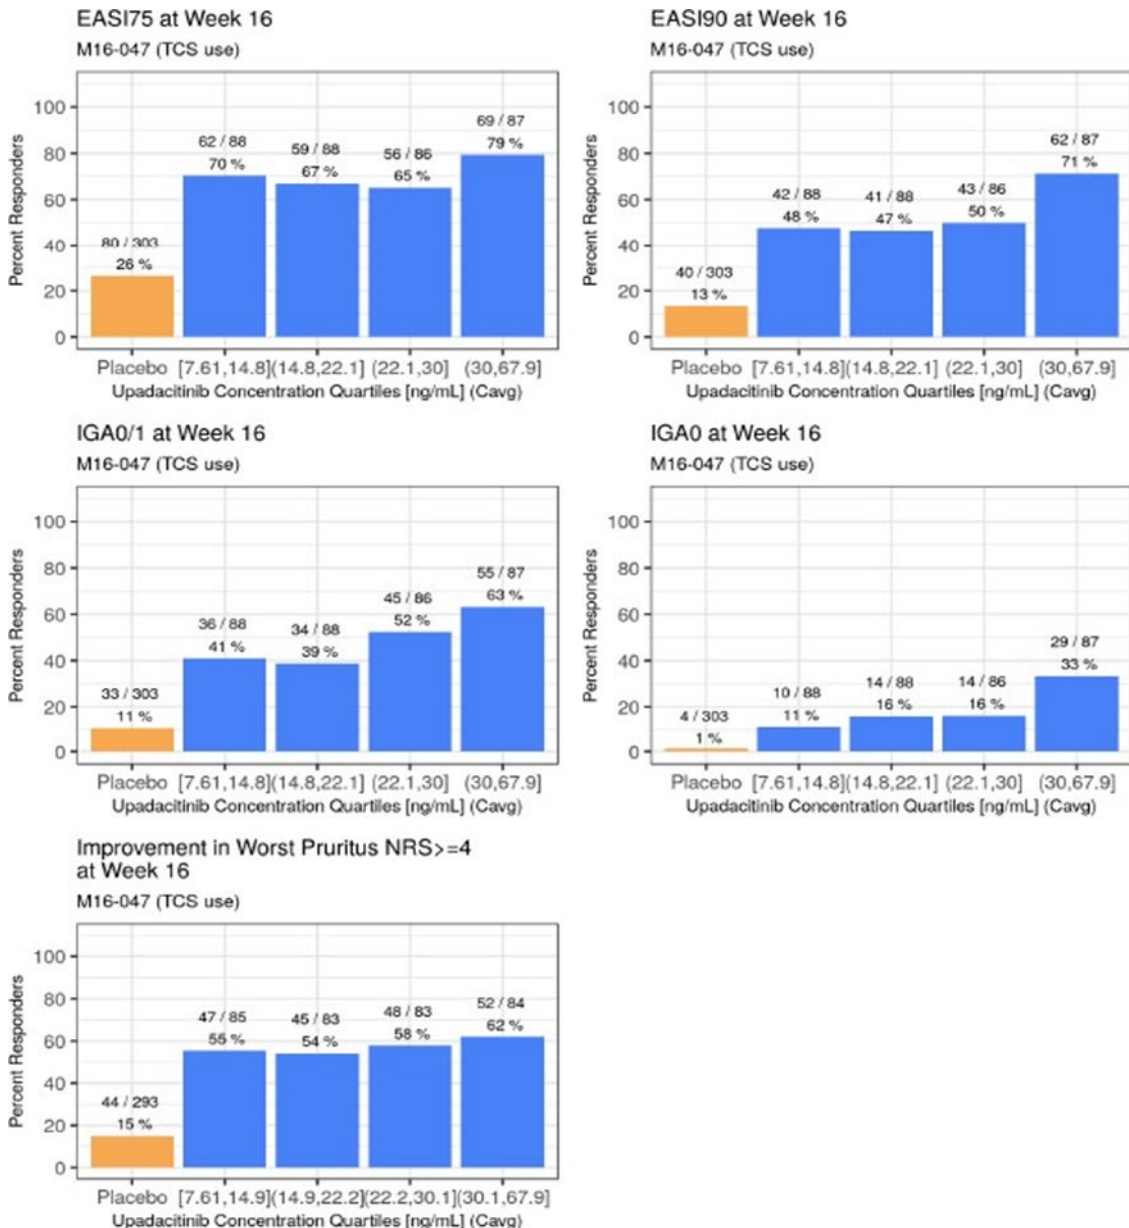 EASI75 at Week 16
M16-047 (TCS use)
Percent Responders
100
80
60
40
20
0
80 / 303
26 %
62 / 88
70 %
59 / 88
67 %
56 / 86
65 %
69 / 87
79 %
Placebo [7.61,14.8] (14.8,22.1] (22.1,30] (30,67.9]
Upadacitinib Concentration Quartiles [ng/mL] (Cavg)
EASI90 at Week 16
M16-047 (TCS use)
Percent Responders
100
80
60
40
20
0
40 / 303
13 %
42 / 88
48 %
41 / 88
47 %
43 / 86
50 %
62 / 87
71 %
Placebo [7.61,14.8] (14.8,22.1] (22.1,30] (30,67.9]
Upadacitinib Concentration Quartiles [ng/mL] (Cavg)
IGA0/1 at Week 16
M16-047 (TCS use)
Percent Responders
100
80
60
40
20
0
33 / 303
11 %
36 / 88
41 %
34 / 88
39 %
45 / 86
52 %
55 / 87
63 %
Placebo [7.61,14.8] (14.8,22.1] (22.1,30] (30,67.9]
Upadacitinib Concentration Quartiles [ng/mL] (Cavg)
IGA0 at Week 16
M16-047 (TCS use)
Percent Responders
100
80
60
40
20
0
4 / 303
1 %
10 / 88
11 %
14 / 88
16 %
14 / 86
16 %
29 / 87
33 %
Placebo [7.61,14.8] (14.8,22.1] (22.1,30] (30,67.9]
Upadacitinib Concentration Quartiles [ng/mL] (Cavg)
Improvement in Worst Pruritus NRS>=4
at Week 16
M16-047 (TCS use)
Percent Responders
100
80
60
40
20
0
44 / 293
15 %
47 / 85
55 %
45 / 83
54 %
48 / 83
58 %
52 / 84
62 %
Placebo [7.61,14.9] (14.9,22.2] (22.2,30.1] (30.1,67.9]
Upadacitinib Concentration Quartiles [ng/mL] (Cavg)